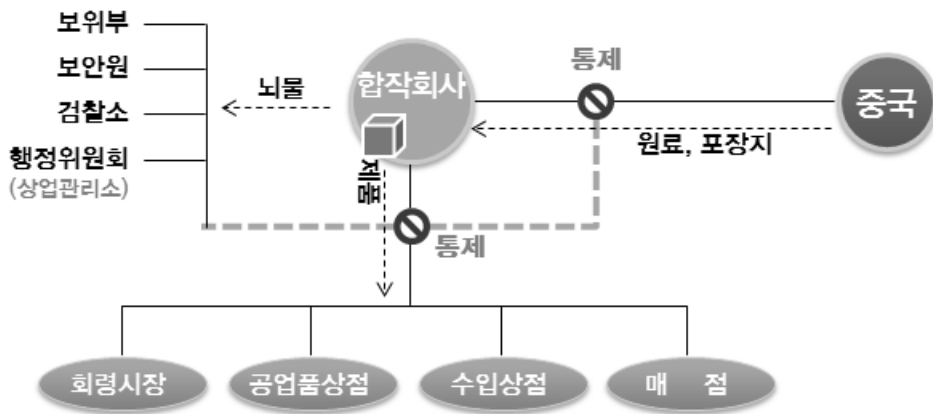 보위부
보안원
검찰소
행정위원회
(상업관리소)
뇌물
합작회사
제품
통제
중국
원료, 포장지
통제
회령시장
공업품상점
수입상점
매 점